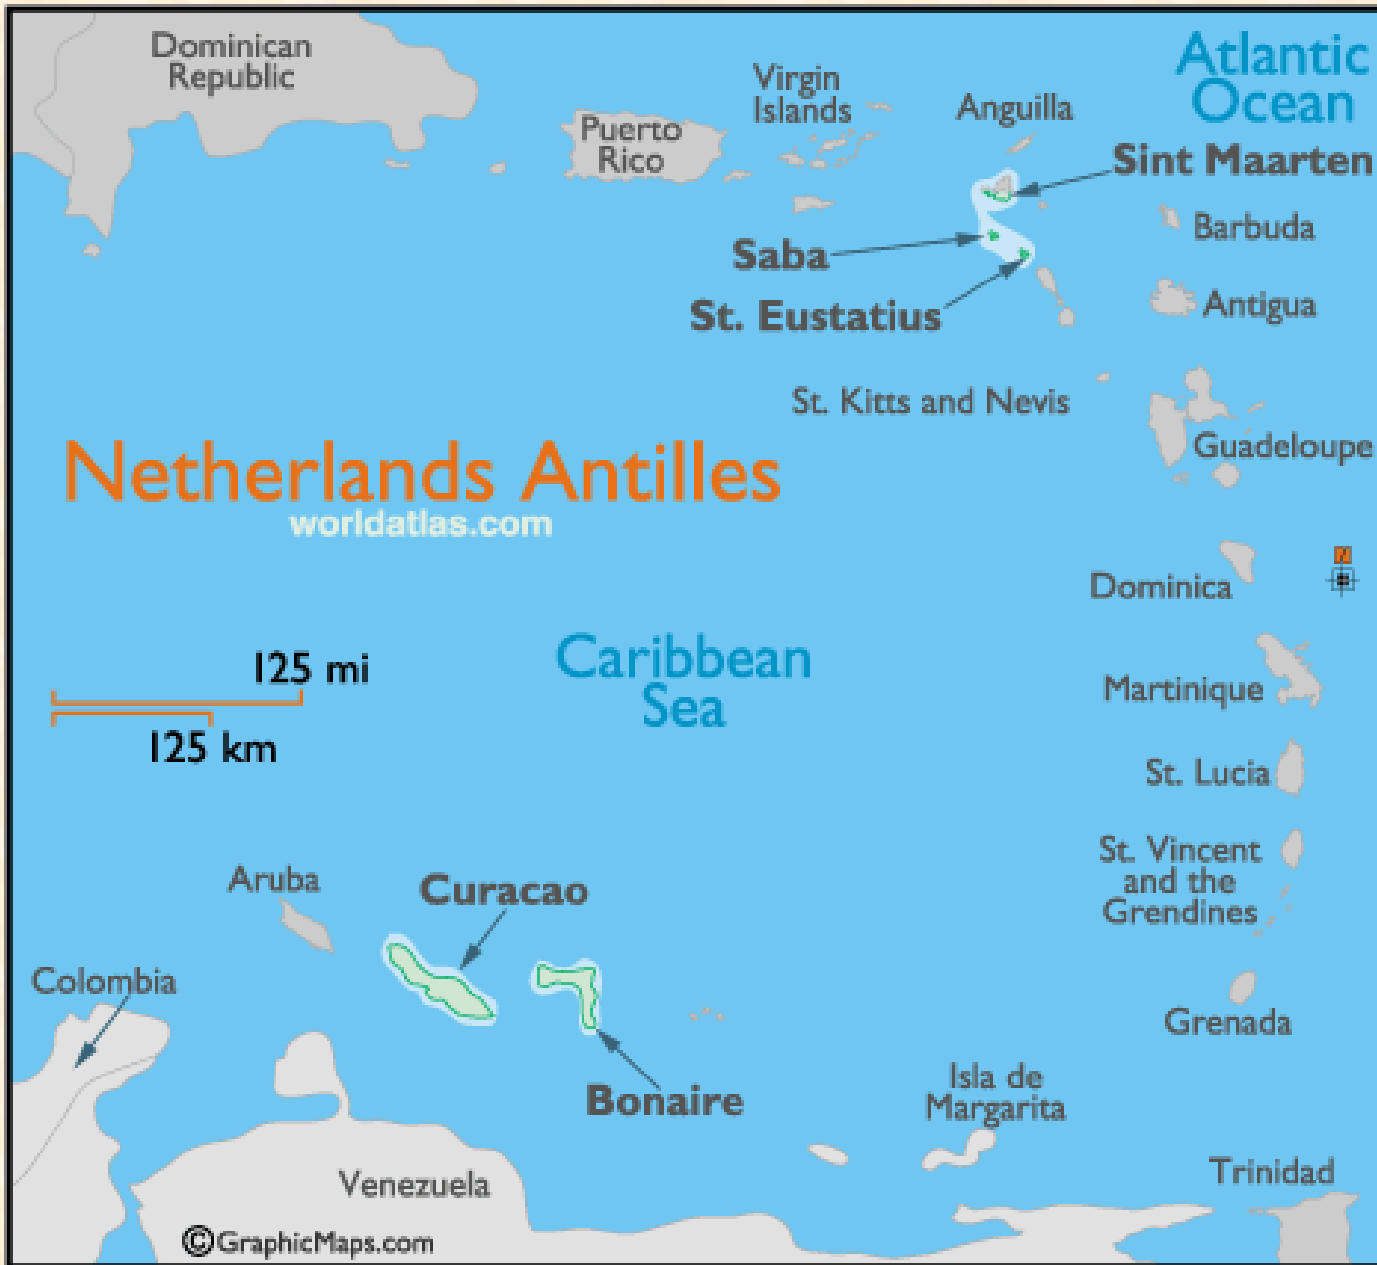 Dominican
Republic
Virgin
Islands
Atlantic
Ocean
Anguilla
Puerto
Rico
Sint Maarten
Barbuda
Saba
Antigua
St. Eustatius
St. Kitts and Nevis
Guadeloupe
Netherlands Antilles
worldatlas.com
N
Dominica
Caribbean
Sea
125 mi
125 km
Martinique
St. Lucia
St. Vincent
and the
Grendines
Aruba
Curacao
Colombia
Grenada
Bonaire
Isla de
Margarita
Trinidad
Venezuela
©GraphicMaps.com